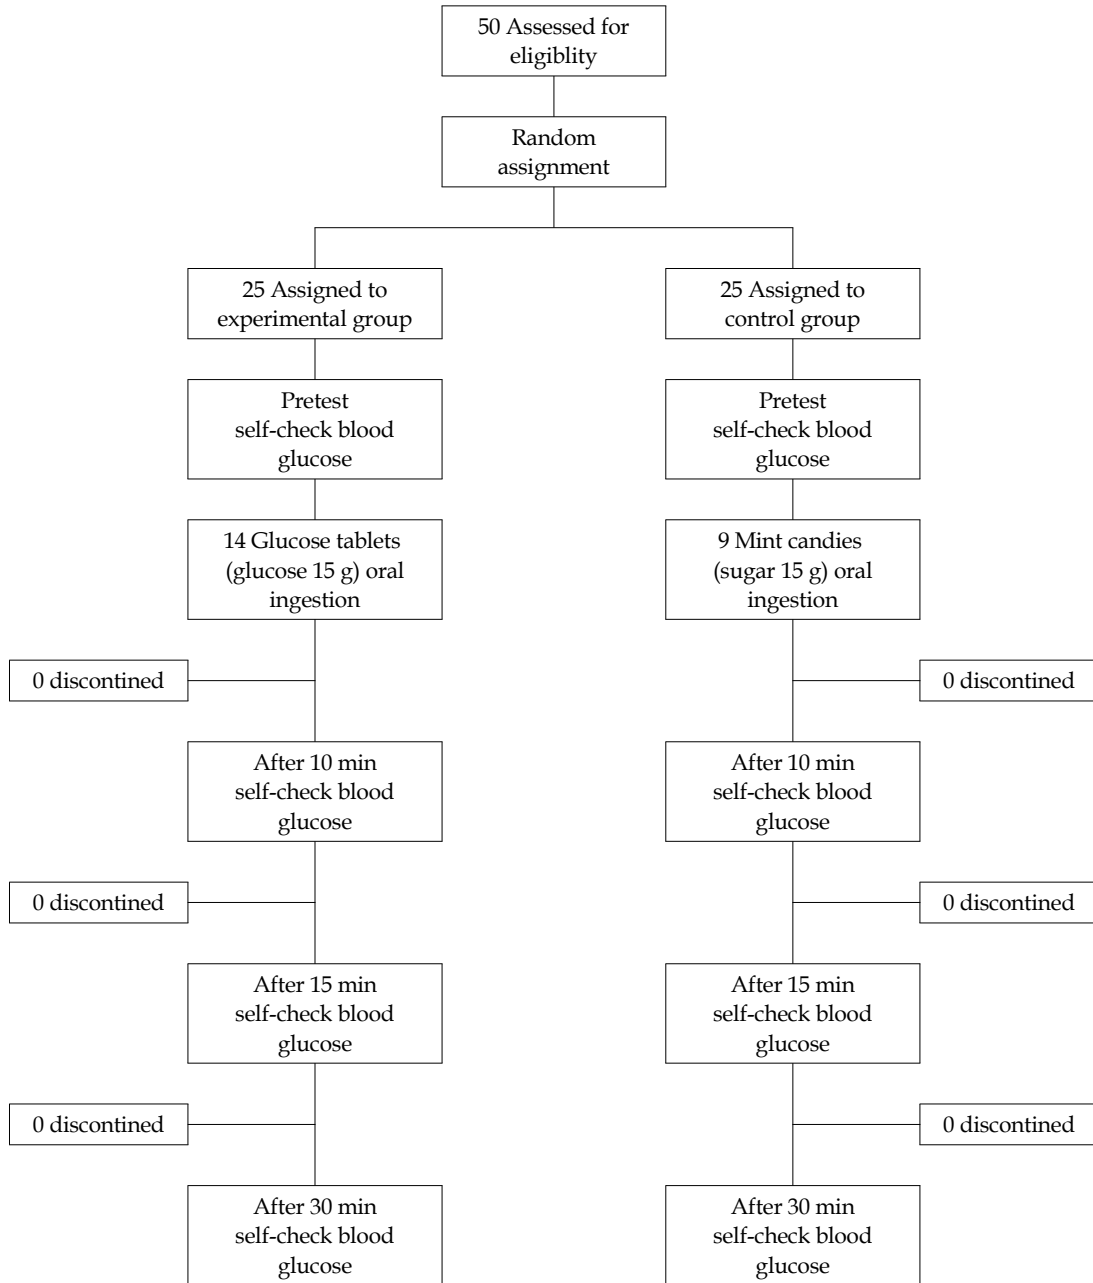 50 Assessed for
eligiblity
Random
assignment
25 Assigned to
experimental group
25 Assigned to
control group
Pretest
self-check blood
glucose
Pretest
self-check blood
glucose
14 Glucose tablets
(glucose 15 g) oral
ingestion
9 Mint candies
(sugar 15 g) oral
ingestion
0 discontined
0 discontined
After 10 min
self-check blood
glucose
After 10 min
self-check blood
glucose
0 discontined
0 discontined
After 15 min
self-check blood
glucose
After 15 min
self-check blood
glucose
0 discontined
0 discontined
After 30 min
self-check blood
glucose
After 30 min
self-check blood
glucose